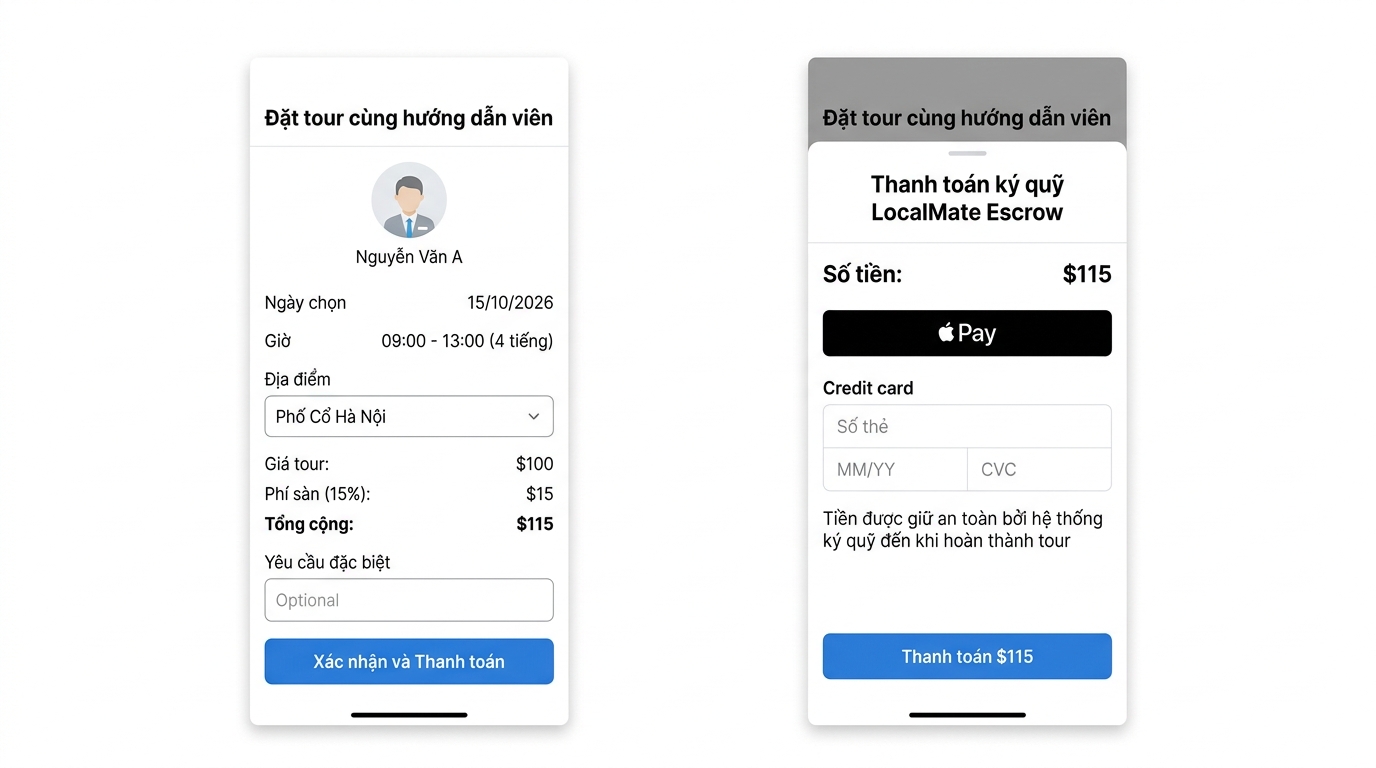 Đặt tour cùng hướng dẫn viên
Nguyễn Văn A
Ngày chọn 15/10/2026
Giờ 09:00 - 13:00 (4 tiếng)
Địa điểm
Phố Cổ Hà Nội
Giá tour: $100
Phí sàn (15%): $15
Tổng cộng: $115
Yêu cầu đặc biệt
Optional
Xác nhận và Thanh toán
Đặt tour cùng hướng dẫn viên
Thanh toán ký quỹ
LocalMate Escrow
Số tiền: $115
Pay
Credit card
Số thẻ
MM/YY CVC
Tiền được giữ an toàn bởi hệ thống
ký quỹ đến khi hoàn thành tour
Thanh toán $115